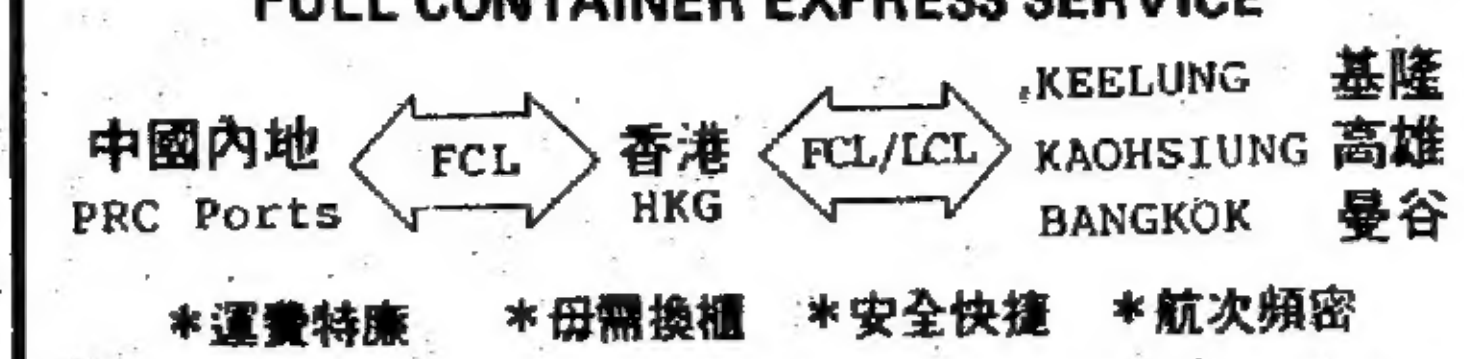 FULL CONTAINER EXPRESS SERVICE
中國內地 FCL 香港 FCL/LCL KEELUNG 基隆
PRC Ports HKG KAOHSIUNG 高雄
BANGKOK 曼谷
*運費特廉 *毋需換櫃 *安全快捷 *航次頻密